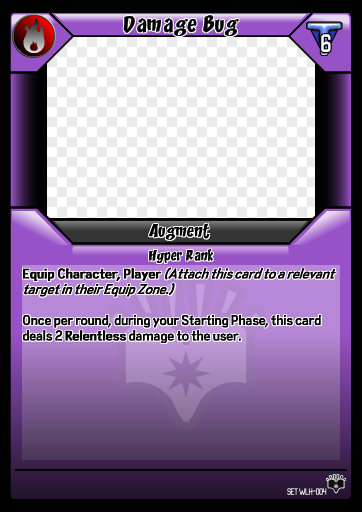 Damage Bug
6
Augment
Hyper Rank
Equip Character, Player (Attach this card to a relevant
target in their Equip Zone.)
Once per round, during your Starting Phase, this card
deals 2 Relentless damage to the user.
SET WLH-004